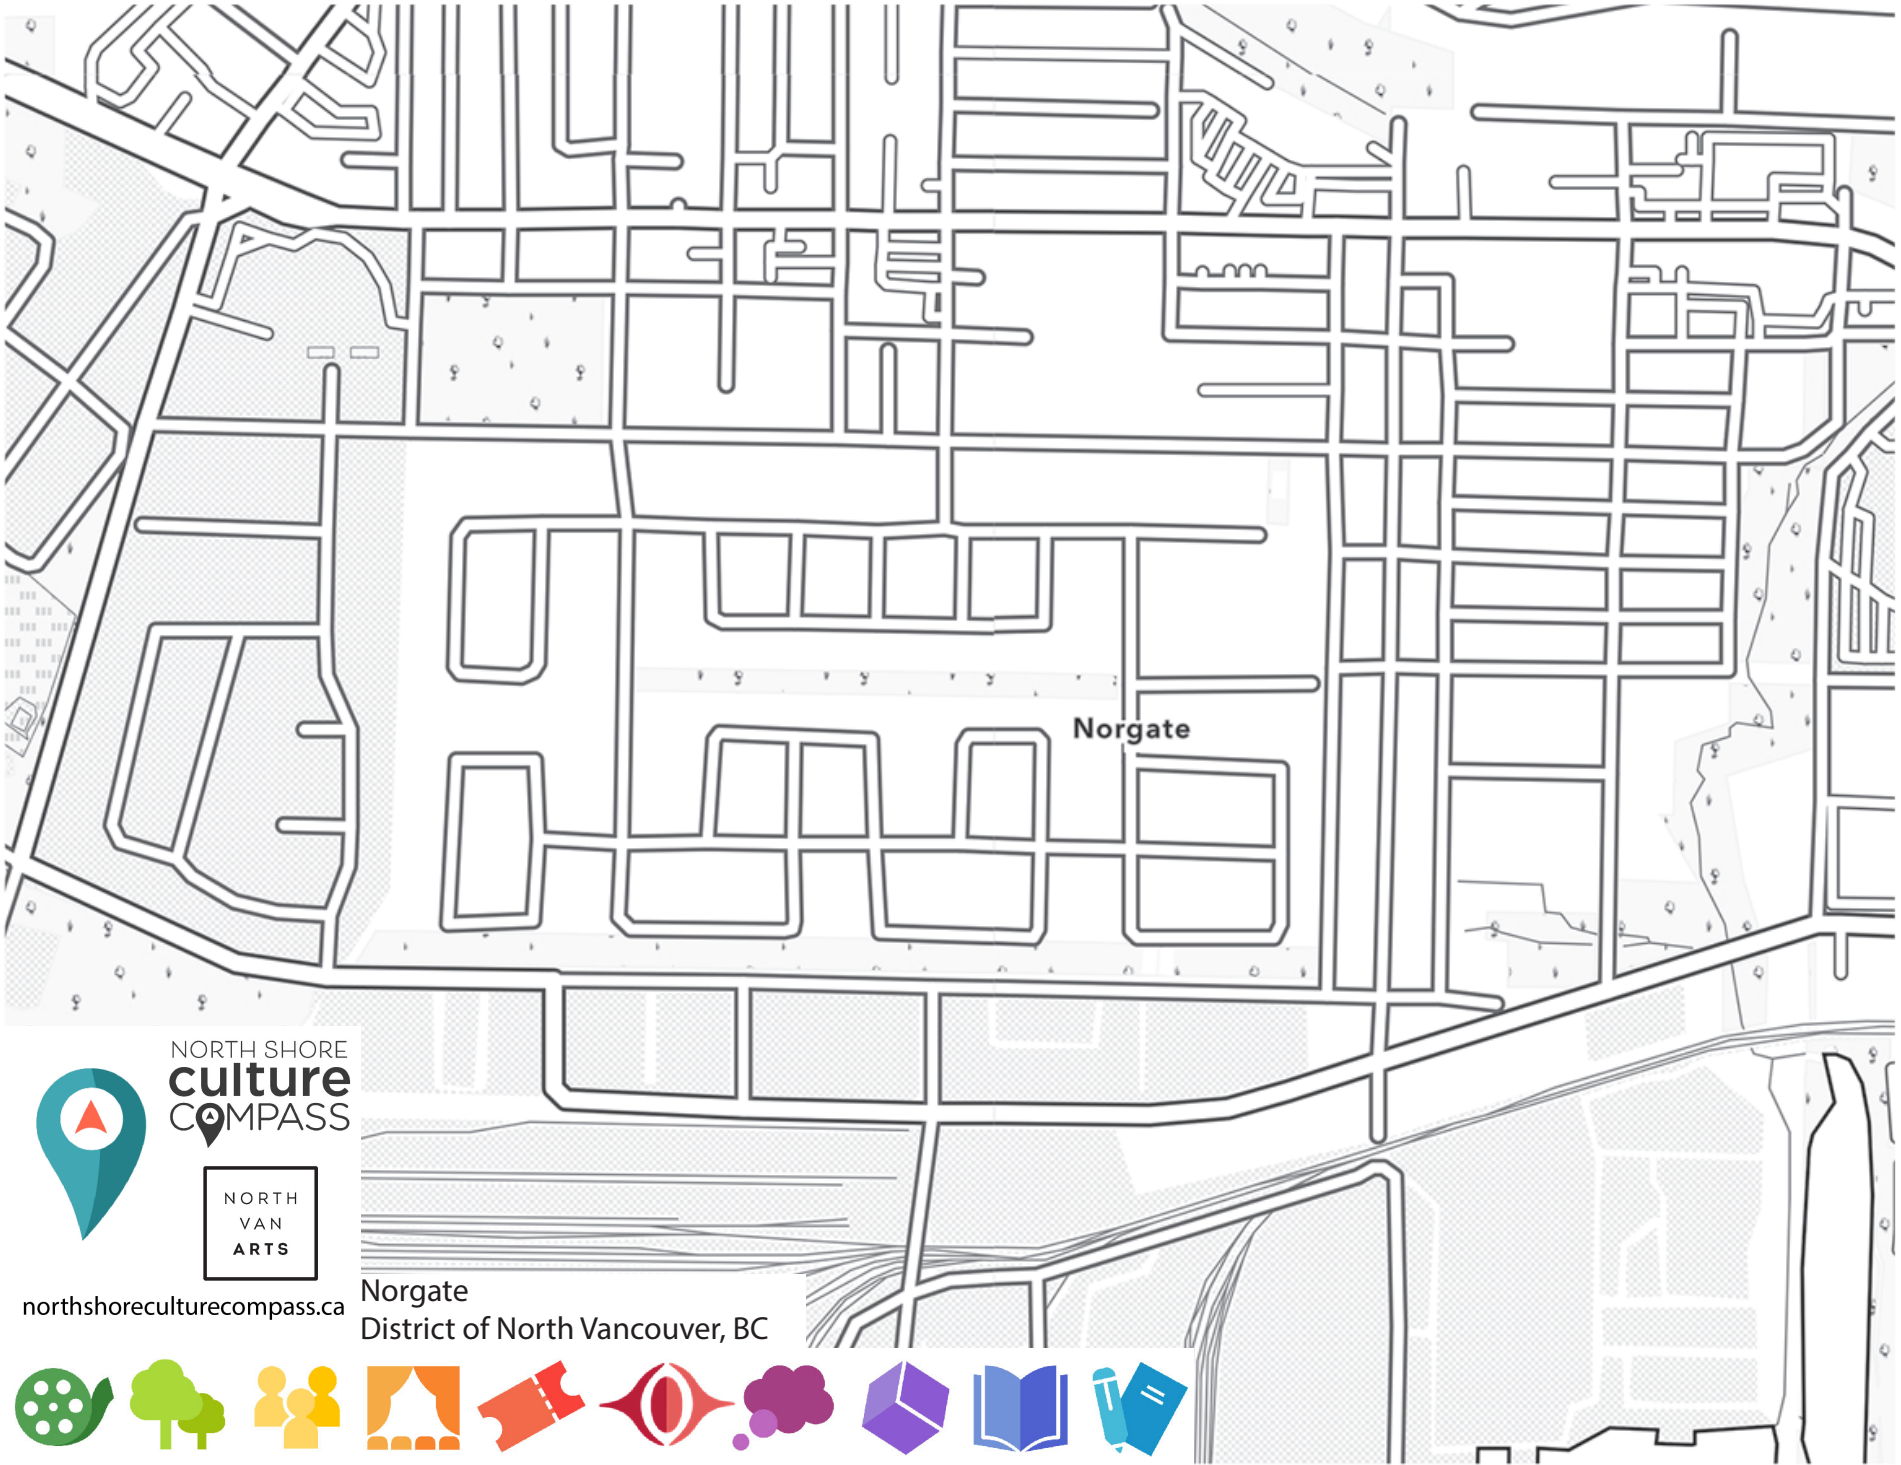 Norgate
NORTH SHORE
culture
COMPASS
NORTH
VAN
ARTS
northshoreculturecompass.ca
Norgate
District of North Vancouver, BC